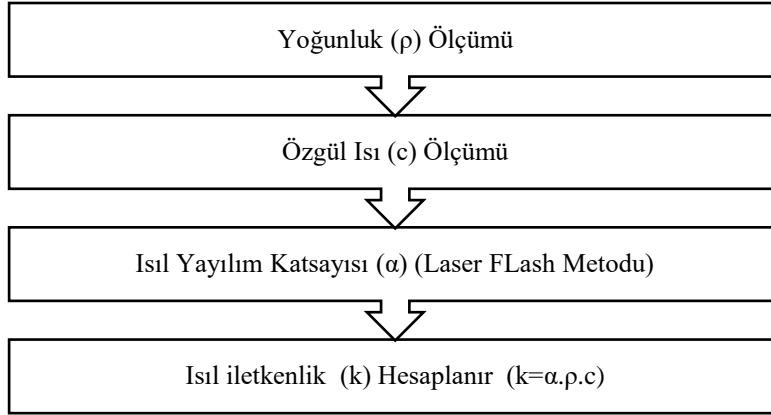 Yoğunluk (ρ) Ölçümü
Özgül Isı (c) Ölçümü
Isıl Yayılım Katsayısı (α) (Laser FLash Metodu)
Isıl iletkenlik (k) Hesaplanır (k=α.ρ.c)